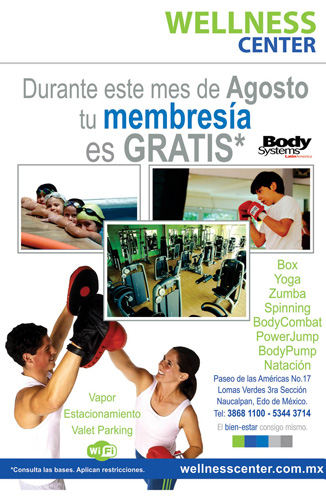 WELLNESS
CENTER
Durante este mes de Agosto
tu membresía
es GRATIS*
Body
Systems
LatinAmerica
Box
Yoga
Zumba
Spinning
BodyCombat
PowerJump
BodyPump
Natación
Paseo de las Américas No.17
Lomas Verdes 3ra Sección
Naucalpan, Edo de México.
Tel: 3868 1100 - 5344 3714
El bien-estar consigo mismo.
Vapor
Estacionamiento
Valet Parking
WiFi
*Consulta las bases. Aplican restricciones.
wellnesscenter.com.mx